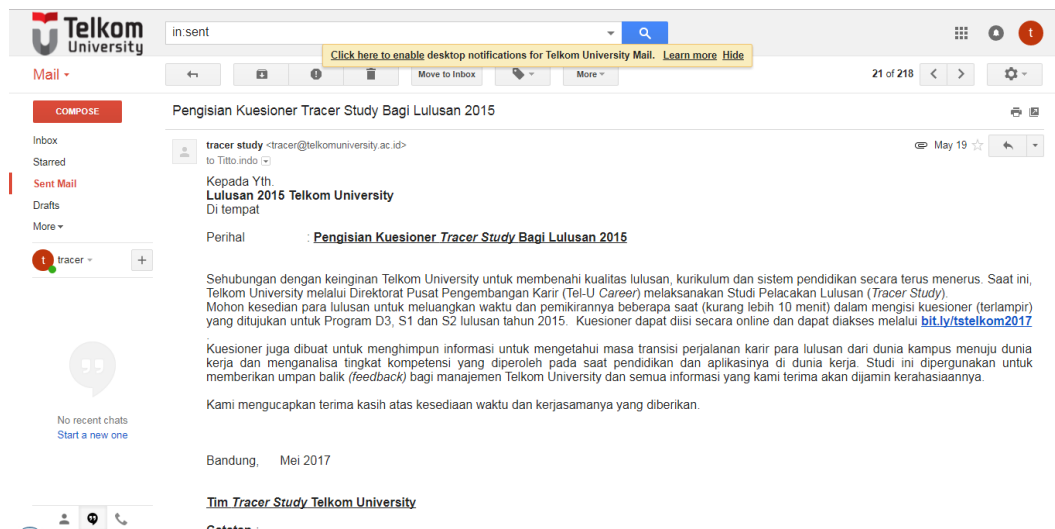 Telkom
University
in:sent
t
Click here to enable desktop notifications for Telkom University Mail. Learn more Hide
Mail
Move to Inbox
More
21 of 218
COMPOSE
Pengisian Kuesioner Tracer Study Bagi Lulusan 2015
Inbox
Starred
Sent Mail
Drafts
More
t tracer
tracer study <tracer@telkomuniversity.ac.id>
May 19
to Titto.indo
Kepada Yth.
Lulusan 2015 Telkom University
Di tempat
Perihal : Pengisian Kuesioner Tracer Study Bagi Lulusan 2015
Sehubungan dengan keinginan Telkom University untuk membenahi kualitas lulusan, kurikulum dan sistem pendidikan secara terus menerus. Saat ini,
Telkom University melalui Direktorat Pusat Pengembangan Karir (Tel-U Career) melaksanakan Studi Pelacakan Lulusan (Tracer Study).
Mohon kesedian para lulusan untuk meluangkan waktu dan pemikirannya beberapa saat (kurang lebih 10 menit) dalam mengisi kuesioner (terlampir)
yang ditujukan untuk Program D3, S1 dan S2 lulusan tahun 2015. Kuesioner dapat diisi secara online dan dapat diakses melalui bit.ly/tstelkom2017
.
Kuesioner juga dibuat untuk menghimpun informasi untuk mengetahui masa transisi perjalanan karir para lulusan dari dunia kampus menuju dunia
kerja dan menganalisa tingkat kompetensi yang diperoleh pada saat pendidikan dan aplikasinya di dunia kerja. Studi ini dipergunakan untuk
memberikan umpan balik (feedback) bagi manajemen Telkom University dan semua informasi yang kami terima akan dijamin kerahasiaannya.
Kami mengucapkan terima kasih atas kesediaan waktu dan kerjasamanya yang diberikan.
No recent chats
Start a new one
Bandung, Mei 2017
Tim Tracer Study Telkom University
Catatan :